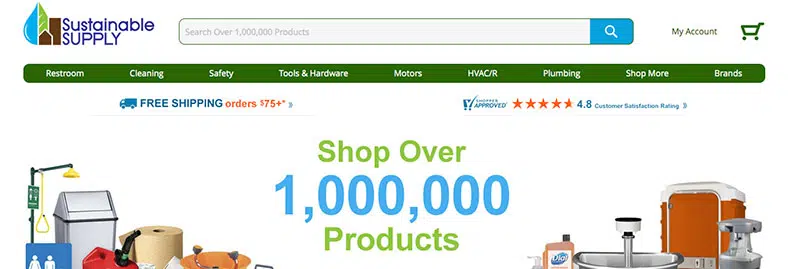 Sustainable
SUPPLY
Search Over 1,000,000 Products
My Account
Restroom Cleaning Safety Tools & Hardware Motors HVAC/R Plumbing Shop More Brands
FREE SHIPPING orders $75+* »
SHOPPER APPROVED 4.8 Customer Satisfaction Rating »
Shop Over
1,000,000
Products
Dial